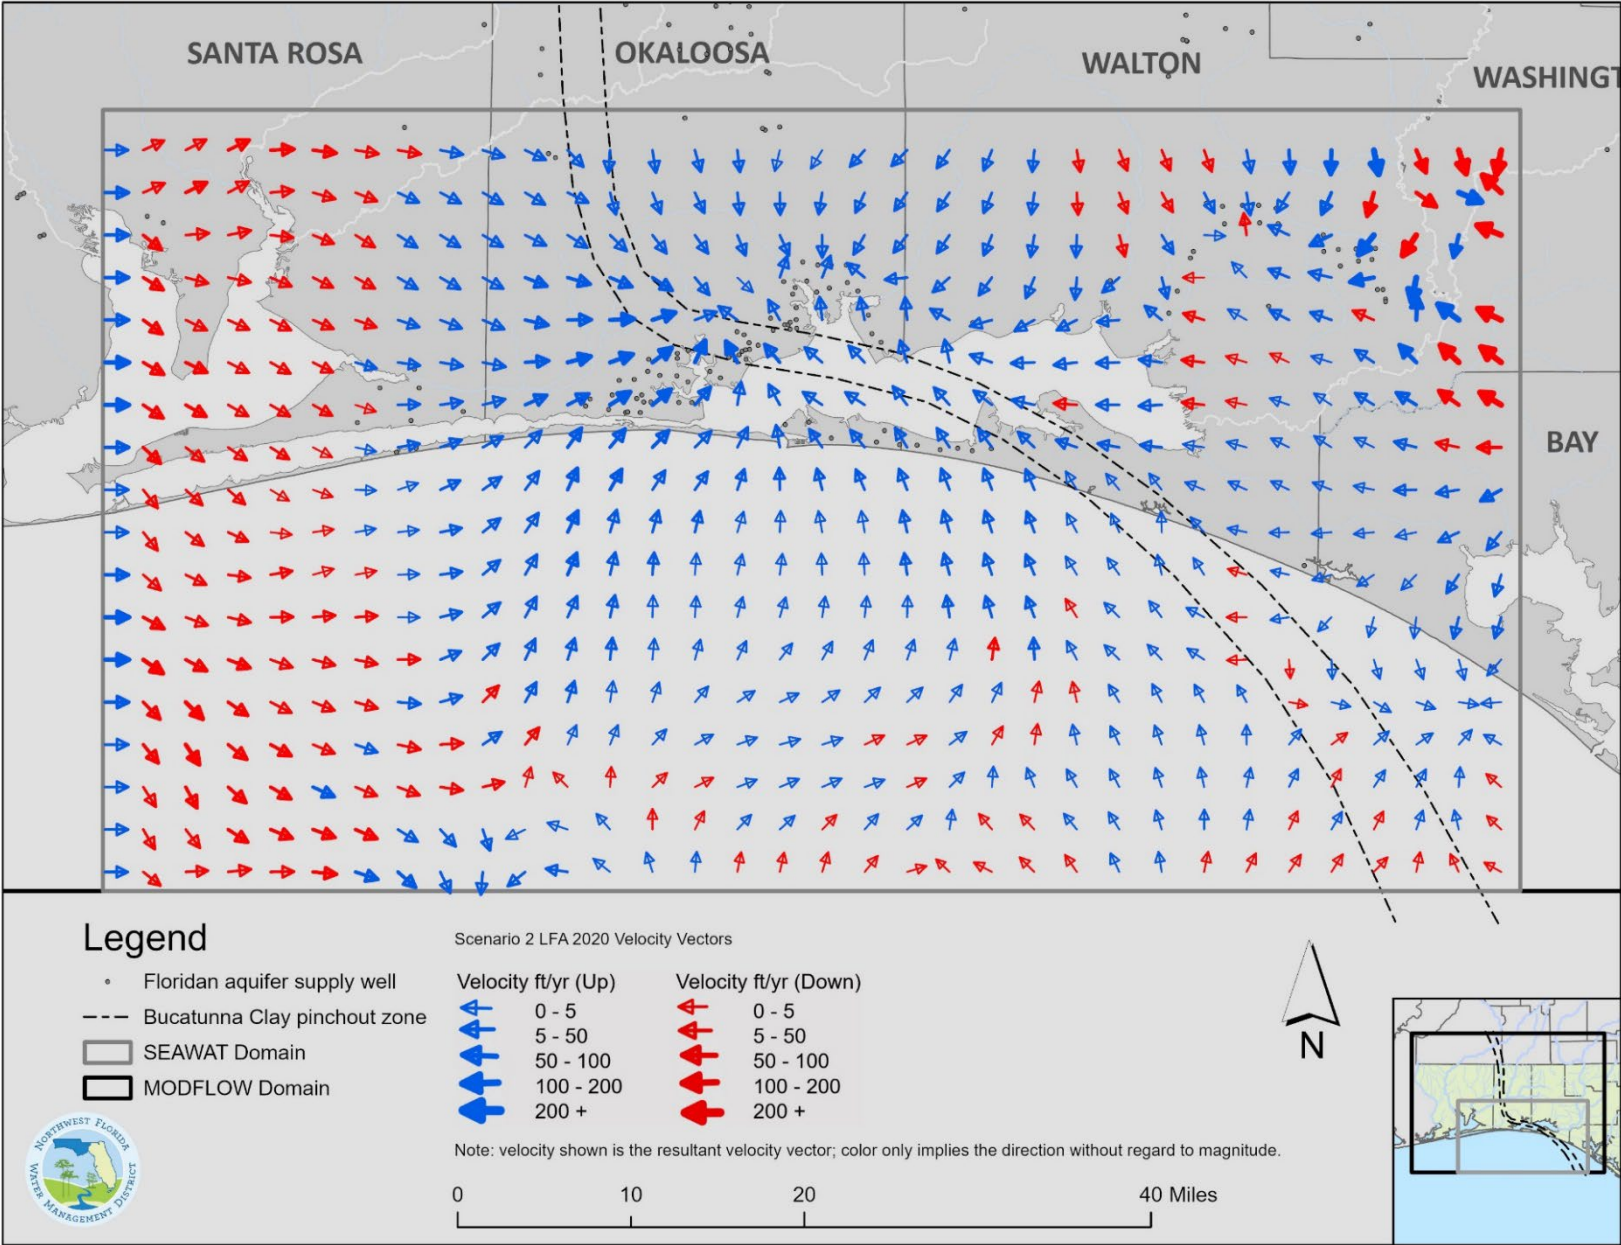 SANTA ROSA
OKALOOSA
WALTON
WASHINGT
BAY
Legend
Floridan aquifer supply well
Bucatunna Clay pinchout zone
SEAWAT Domain
MODFLOW Domain
Scenario 2 LFA 2020 Velocity Vectors
Velocity ft/yr (Up)
0 - 5
5 - 50
50 - 100
100 - 200
200 +
Velocity ft/yr (Down)
0 - 5
5 - 50
50 - 100
100 - 200
200 +
Note: velocity shown is the resultant velocity vector; color only implies the direction without regard to magnitude.
0 10 20 40 Miles
N
NORTHWEST FLORIDA
WATER MANAGEMENT DISTRICT